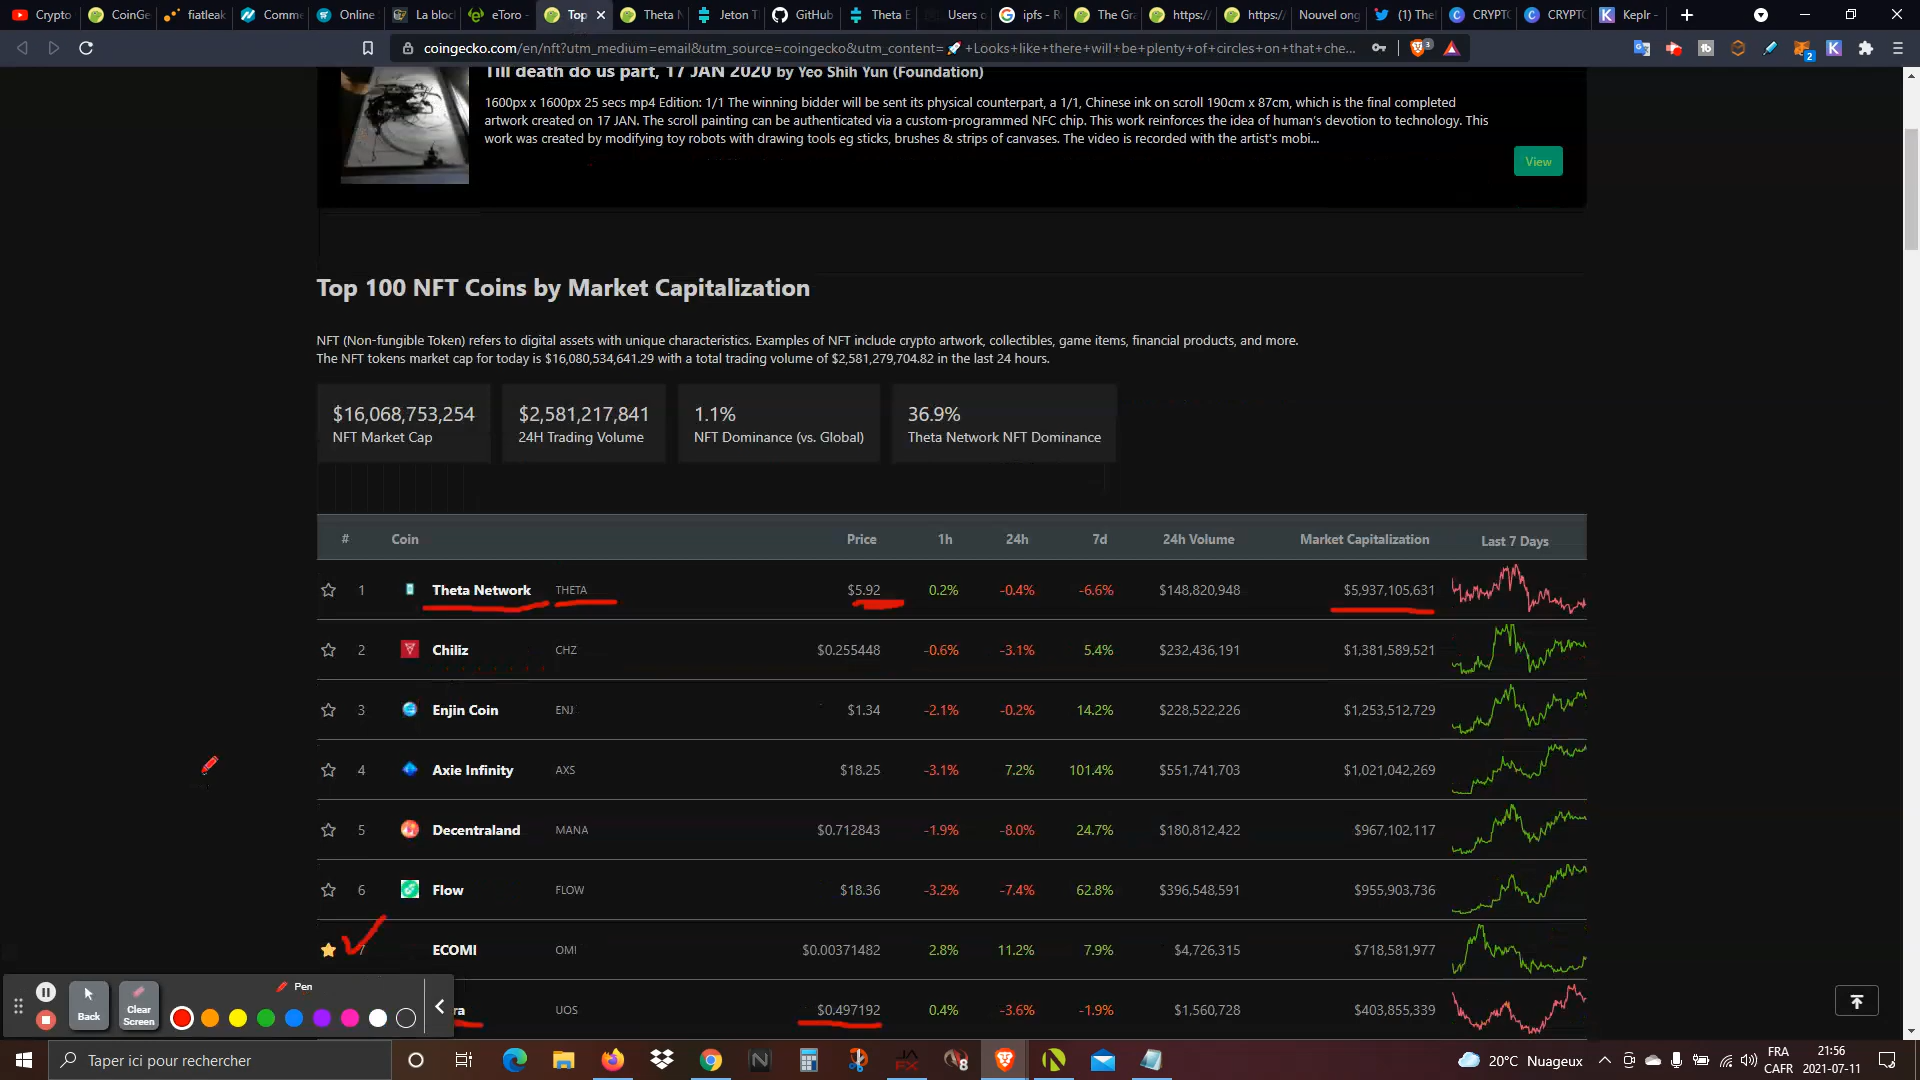 Crypto
CoinGe
fiatleak
Comme
Online
La bloc
eToro
Top
Theta N
Jeton T
GitHub
Theta E
Users o
ipfs - R
The Gra
https:/
https:/
Nouvel ong
(1) The
CRYPTO
CRYPTO
Keplr -
coingecko.com/en/nft?utm_medium=email&utm_source=coingecko&utm_content=🚀+Looks+like+there+will+be+plenty+of+circles+on+that+che...
Till death do us part, 17 JAN 2020 by Yeo Shih Yun (Foundation)
1600px x 1600px 25 secs mp4 Edition: 1/1 The winning bidder will be sent its physical counterpart, a 1/1, Chinese ink on scroll 190cm x 87cm, which is the final completed
artwork created on 17 JAN. The scroll painting can be authenticated via a custom-programmed NFC chip. This work reinforces the idea of human's devotion to technology. This
work was created by modifying toy robots with drawing tools eg sticks, brushes & strips of canvases. The video is recorded with the artist's mobi...
View
Top 100 NFT Coins by Market Capitalization
NFT (Non-fungible Token) refers to digital assets with unique characteristics. Examples of NFT include crypto artwork, collectibles, game items, financial products, and more.
The NFT tokens market cap for today is $16,080,534,641.29 with a total trading volume of $2,581,279,704.82 in the last 24 hours.
$16,068,753,254
NFT Market Cap
$2,581,217,841
24H Trading Volume
1.1%
NFT Dominance (vs. Global)
36.9%
Theta Network NFT Dominance
# Coin Price 1h 24h 7d 24h Volume Market Capitalization Last 7 Days
1 Theta Network THETA $5.92 0.2% -0.4% -6.6% $148,820,948 $5,937,105,631
2 Chiliz CHZ $0.255448 -0.6% -3.1% 5.4% $232,436,191 $1,381,589,521
3 Enjin Coin ENJ $1.34 -2.1% -0.2% 14.2% $228,522,226 $1,253,512,729
4 Axie Infinity AXS $18.25 -3.1% 7.2% 101.4% $551,741,703 $1,021,042,269
5 Decentraland MANA $0.712843 -1.9% -8.0% 24.7% $180,812,422 $967,102,117
6 Flow FLOW $18.36 -3.2% -7.4% 62.8% $396,548,591 $955,903,736
7 ECOMI OMI $0.00371482 2.8% 11.2% 7.9% $4,726,315 $718,581,977
ra UOS $0.497192 0.4% -3.6% -1.9% $1,560,728 $403,855,339
Pen
Back
Clear
Screen
Taper ici pour rechercher
20°C Nuageux
FRA
CAFR
21:56
2021-07-11